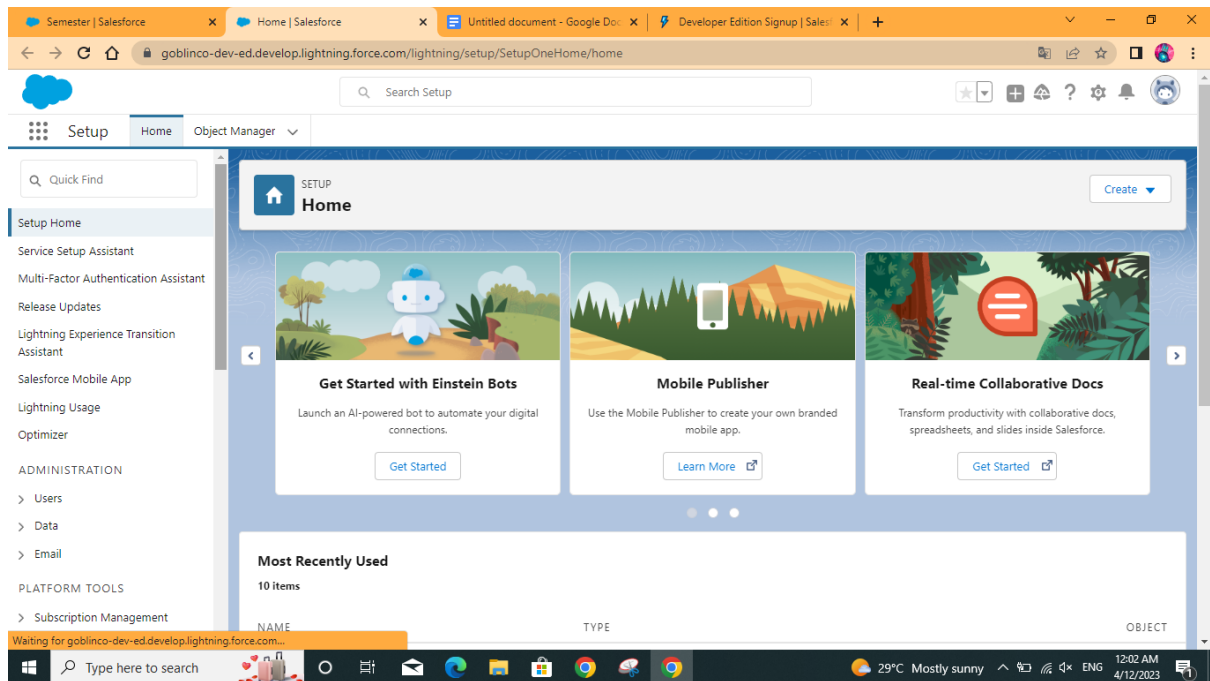 Semester | Salesforce
Home | Salesforce
Untitled document - Google Doc
Developer Edition Signup | Sales
goblinco-dev-ed.develop.lightning.force.com/lightning/setup/SetupOneHome/home
Search Setup
Setup
Home
Object Manager
Quick Find
Setup Home
Service Setup Assistant
Multi-Factor Authentication Assistant
Release Updates
Lightning Experience Transition
Assistant
Salesforce Mobile App
Lightning Usage
Optimizer
ADMINISTRATION
Users
Data
Email
PLATFORM TOOLS
Subscription Management
SETUP
Home
Create
Get Started with Einstein Bots
Launch an AI-powered bot to automate your digital
connections.
Get Started
Mobile Publisher
Use the Mobile Publisher to create your own branded
mobile app.
Learn More
Real-time Collaborative Docs
Transform productivity with collaborative docs,
spreadsheets, and slides inside Salesforce.
Get Started
Most Recently Used
10 items
NAME
TYPE
OBJECT
Waiting for goblinco-dev-ed.develop.lightning.force.com...
Type here to search
29°C Mostly sunny
ENG
12:02 AM
4/12/2023
1